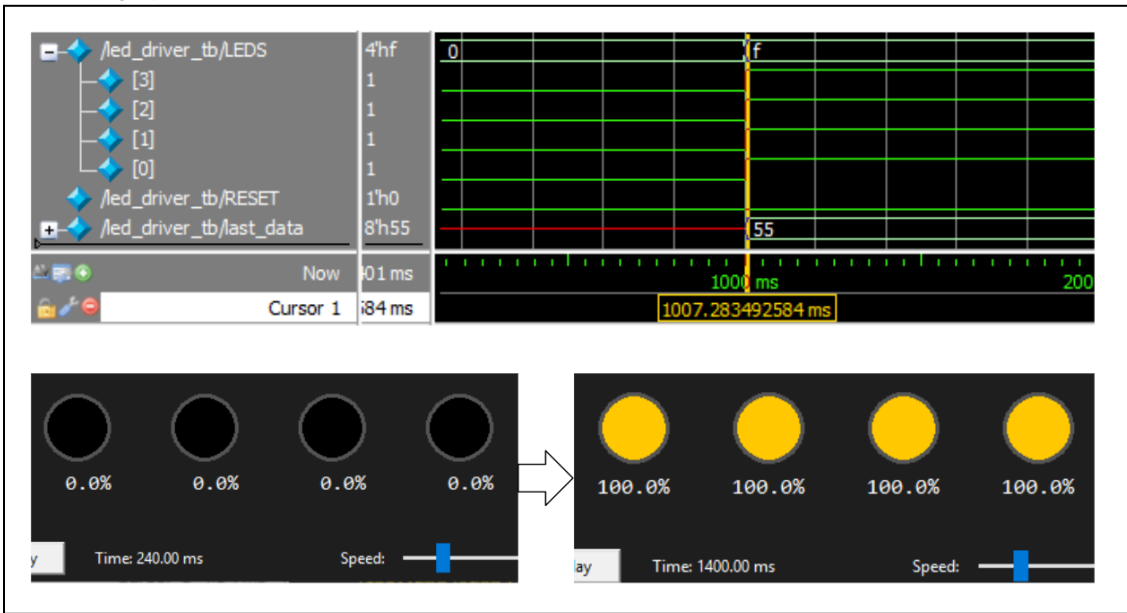 /led_driver_tb/LEDS 4'hf 0 f
[3] 1
[2] 1
[1] 1
[0] 1
/led_driver_tb/RESET 1'h0
/led_driver_tb/last_data 8'h55 55
Now 01 ms 1000 ms 200
Cursor 1 84 ms 1007.283492584 ms
0.0% 0.0% 0.0% 0.0% 100.0% 100.0% 100.0% 100.0%
y Time: 240.00 ms Speed: ay Time: 1400.00 ms Speed: